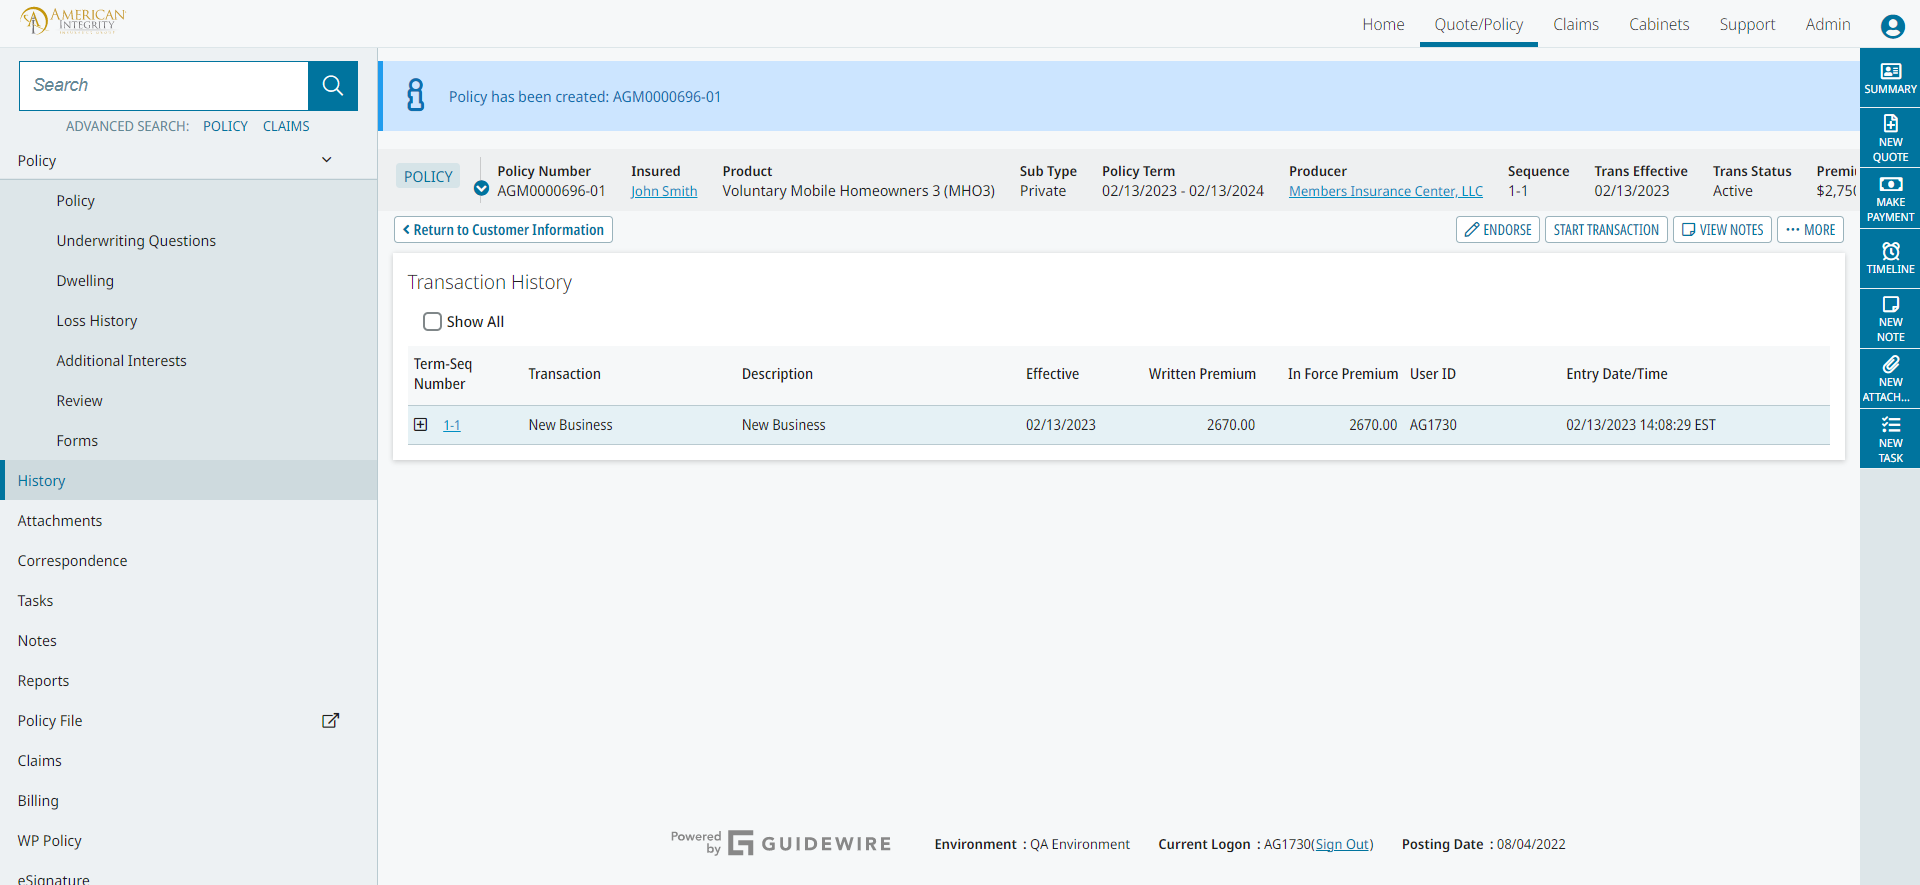 AMERICAN
INTEGRITY
INSURANCE GROUP
Home Quote/Policy Claims Cabinets Support Admin
Search
ADVANCED SEARCH: POLICY CLAIMS
Policy
Policy
Underwriting Questions
Dwelling
Loss History
Additional Interests
Review
Forms
History
Attachments
Correspondence
Tasks
Notes
Reports
Policy File
Claims
Billing
WP Policy
eSignature
Policy has been created: AGM0000696-01
POLICY
Policy Number Insured Product Sub Type Policy Term Producer Sequence Trans Effective Trans Status Premi
AGM0000696-01 John Smith Voluntary Mobile Homeowners 3 (MHO3) Private 02/13/2023 - 02/13/2024 Members Insurance Center, LLC 1-1 02/13/2023 Active $2,750
Return to Customer Information ENDORSE START TRANSACTION VIEW NOTES ··· MORE
Transaction History
Show All
Term-Seq
Number Transaction Description Effective Written Premium In Force Premium User ID Entry Date/Time
1-1 New Business New Business 02/13/2023 2670.00 2670.00 AG1730 02/13/2023 14:08:29 EST
SUMMARY
NEW
QUOTE
MAKE
PAYMENT
TIMELINE
NEW
NOTE
NEW
ATTACH...
NEW
TASK
Powered
by GUIDEWIRE
Environment : QA Environment Current Logon : AG1730(Sign Out) Posting Date : 08/04/2022